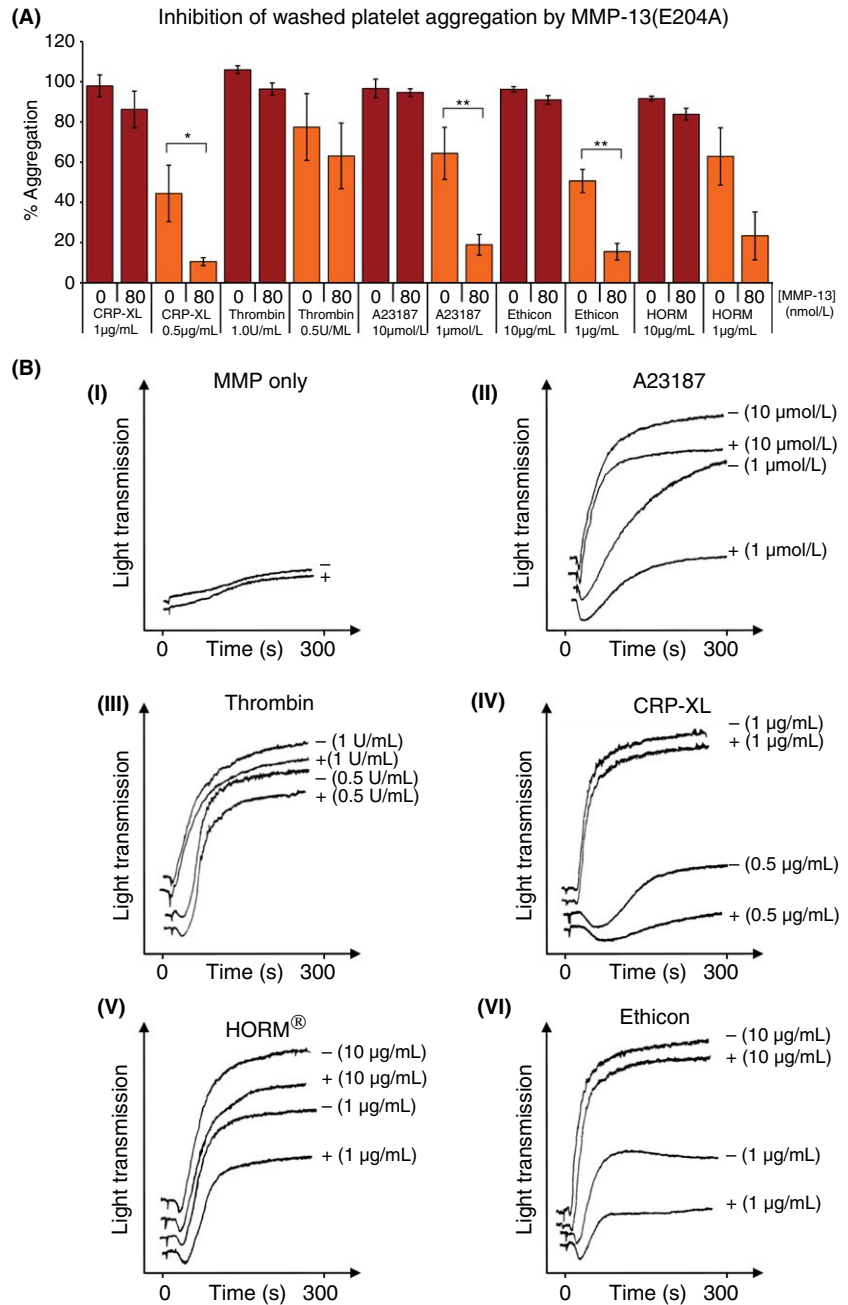 (A)
Inhibition of washed platelet aggregation by MMP-13(E204A)
% Aggregation
120
100
80
60
40
20
0
*
**
**
0 80 0 80 0 80 0 80 0 80 0 80 0 80 0 80 0 80 0 80 [MMP-13]
CRP-XL CRP-XL Thrombin Thrombin A23187 A23187 Ethicon Ethicon HORM HORM (nmol/L)
1µg/mL 0.5µg/mL 1.0U/mL 0.5U/ML 10µmol/L 1µmol/L 10µg/mL 1µg/mL 10µg/mL 1µg/mL
(B)
(I)
MMP only
Light transmission
–
+
0 Time (s) 300
(II)
A23187
Light transmission
– (10 µmol/L)
+ (10 µmol/L)
– (1 µmol/L)
+ (1 µmol/L)
0 Time (s) 300
(III)
Thrombin
Light transmission
– (1 U/mL)
+(1 U/mL)
– (0.5 U/mL)
+ (0.5 U/mL)
0 Time (s) 300
(IV)
CRP-XL
Light transmission
– (1 µg/mL)
+ (1 µg/mL)
– (0.5 µg/mL)
+ (0.5 µg/mL)
0 Time (s) 300
(V)
HORM®
Light transmission
– (10 µg/mL)
+ (10 µg/mL)
– (1 µg/mL)
+ (1 µg/mL)
0 Time (s) 300
(VI)
Ethicon
Light transmission
– (10 µg/mL)
+ (10 µg/mL)
– (1 µg/mL)
+ (1 µg/mL)
0 Time (s) 300